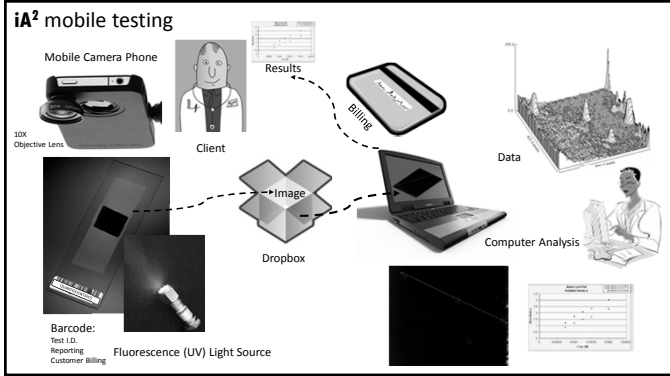 iA² mobile testing
Mobile Camera Phone
Results
Billing
10X
Objective Lens
Client
Data
Image
Dropbox
Computer Analysis
Barcode:
Test I.D.
Reporting
Customer Billing
Fluorescence (UV) Light Source